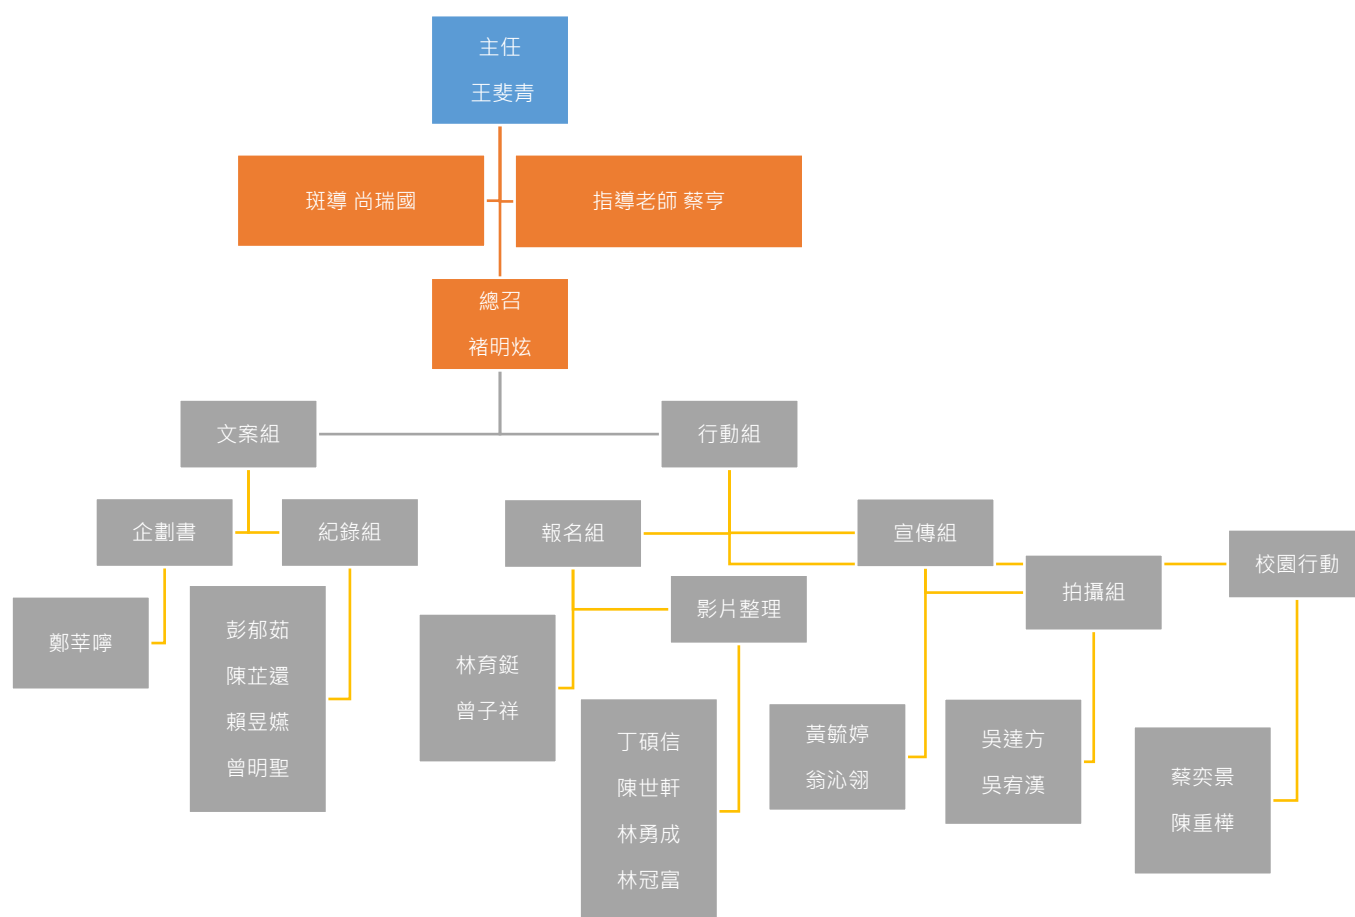 主任
王斐青
斑導 尚瑞國
指導老師 蔡亨
總召
褚明炫
文案組
行動組
企劃書
紀錄組
報名組
宣傳組
校園行動
影片整理
拍攝組
鄭莘嚀
彭郁茹
陳芷還
賴昱嬿
曾明聖
林育鋌
曾子祥
丁碩信
陳世軒
林勇成
林冠富
黃毓婷
翁沁翎
吳達方
吳宥漢
蔡奕景
陳重樺